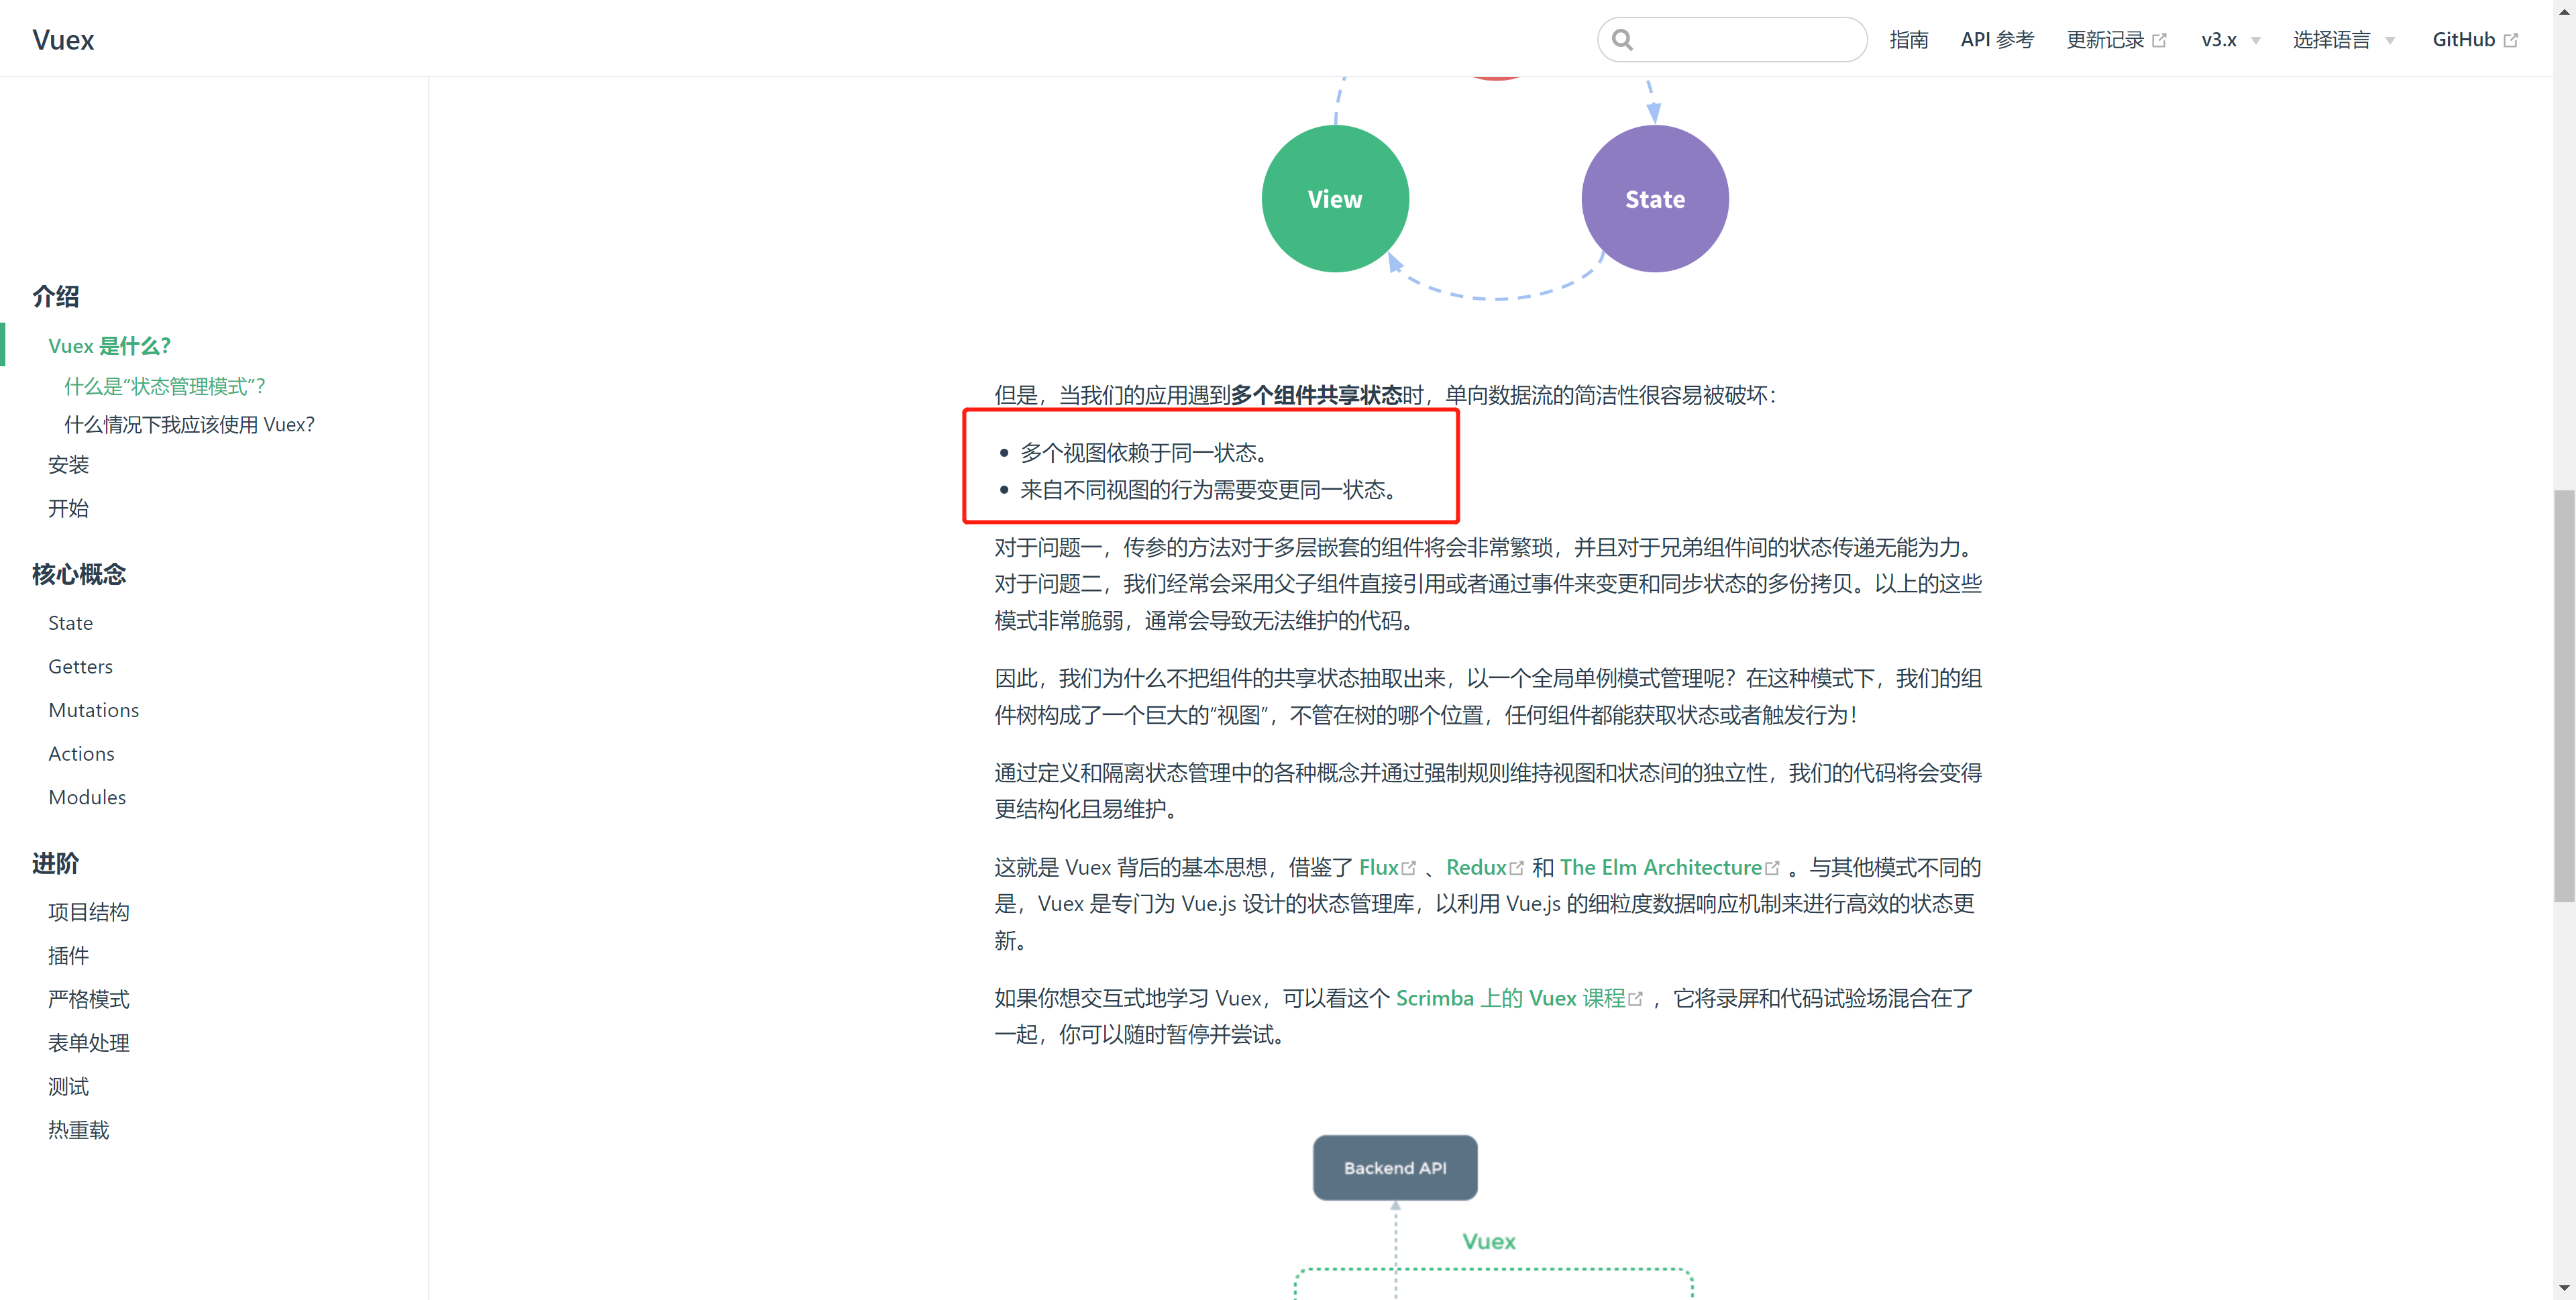 Vuex
指南
API 参考
更新记录
v3.x
选择语言
GitHub
介绍
Vuex 是什么？
什么是“状态管理模式”？
什么情况下我应该使用 Vuex？
安装
开始
核心概念
State
Getters
Mutations
Actions
Modules
进阶
项目结构
插件
严格模式
表单处理
测试
热重载
View
State
但是，当我们的应用遇到多个组件共享状态时，单向数据流的简洁性很容易被破坏：
多个视图依赖于同一状态。
来自不同视图的行为需要变更同一状态。
对于问题一，传参的方法对于多层嵌套的组件将会非常繁琐，并且对于兄弟组件间的状态传递无能为力。
对于问题二，我们经常会采用父子组件直接引用或者通过事件来变更和同步状态的多份拷贝。以上的这些
模式非常脆弱，通常会导致无法维护的代码。
因此，我们为什么不把组件的共享状态抽取出来，以一个全局单例模式管理呢？在这种模式下，我们的组
件树构成了一个巨大的“视图”，不管在树的哪个位置，任何组件都能获取状态或者触发行为！
通过定义和隔离状态管理中的各种概念并通过强制规则维持视图和状态间的独立性，我们的代码将会变得
更结构化且易维护。
这就是 Vuex 背后的基本思想，借鉴了 Flux 、Redux 和 The Elm Architecture 。与其他模式不同的
是，Vuex 是专门为 Vue.js 设计的状态管理库，以利用 Vue.js 的细粒度数据响应机制来进行高效的状态更
新。
如果你想交互式地学习 Vuex，可以看这个 Scrimba 上的 Vuex 课程 ，它将录屏和代码试验场混合在了
一起，你可以随时暂停并尝试。
Backend API
Vuex